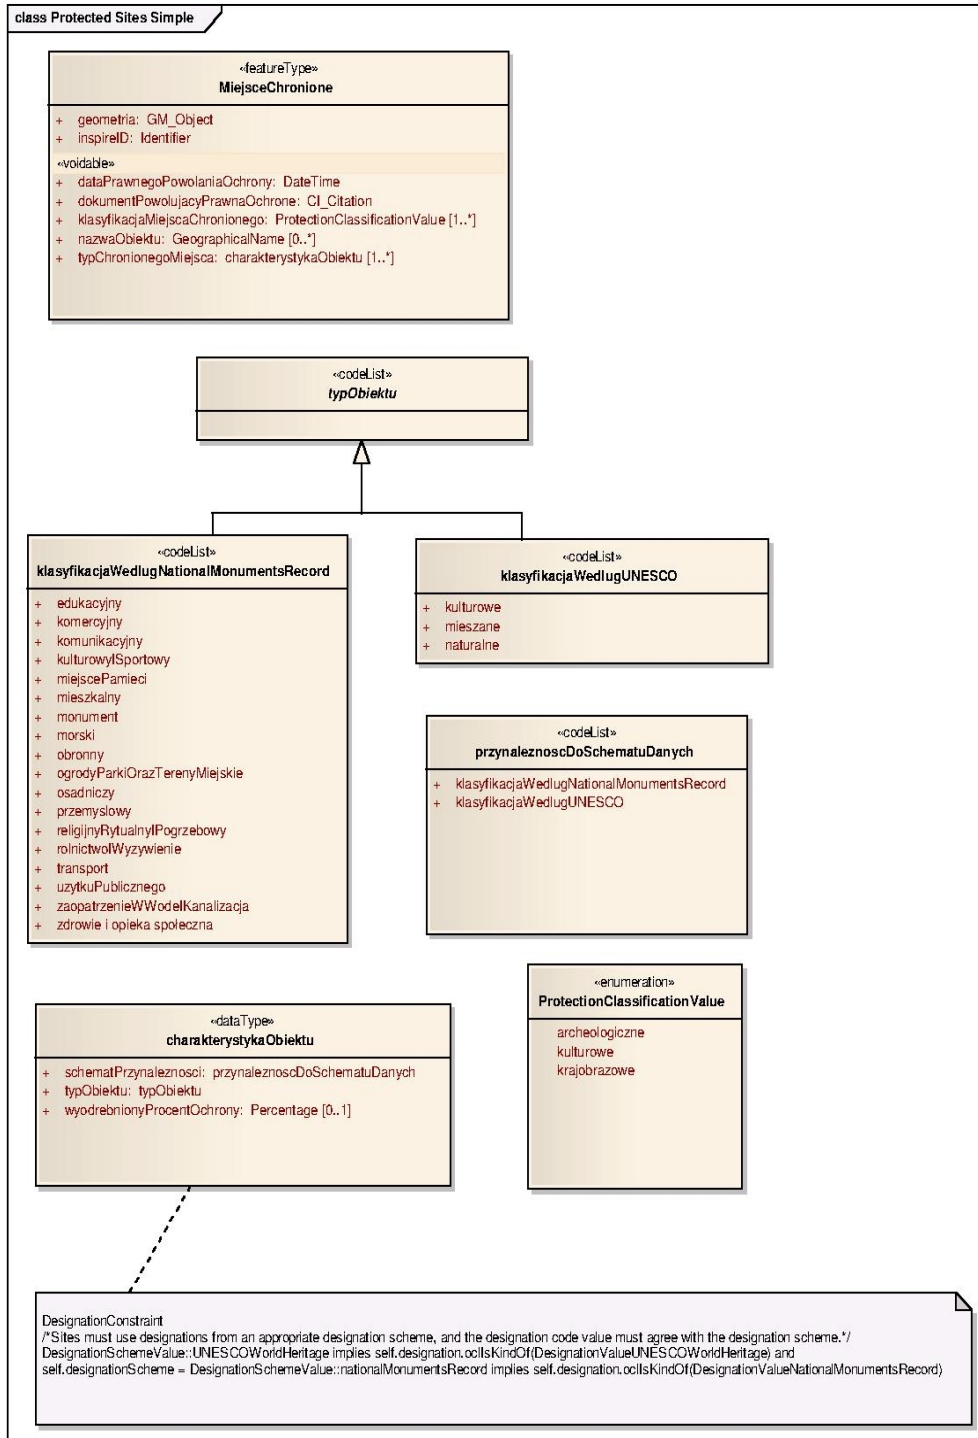 class Protected Sites Simple
«featureType»
MiejsceChronione
+ geometria: GM_Object
+ inspireID: Identifier
«voidable»
+ dataPrawnegoPowolaniaOchrony: DateTime
+ dokumentPowolujacyPrawnaOchrone: CI_Citation
+ klasyfikacjaMiejscaChronionego: ProtectionClassificationValue [1..*]
+ nazwaObiektu: GeographicalName [0..*]
+ typChronionegoMiejsca: charakterystykaObiektu [1..*]
«codeList»
typObiektu
«codeList»
klasyfikacjaWedlugNationalMonumentsRecord
+ edukacyjny
+ komercyjny
+ komunikacyjny
+ kulturowyISportowy
+ miejscePamieci
+ mieszkalny
+ monument
+ morski
+ obronny
+ ogrodyParkiOrazTerenyMiejskie
+ osadniczy
+ przemyslowy
+ religijnyRytualnyIPogrzebowy
+ rolnictwoIWyzywienie
+ transport
+ uzytkuPublicznego
+ zaopatrzenieWWodeIKanalizacja
+ zdrowie i opieka społeczna
«codeList»
klasyfikacjaWedlugUNESCO
+ kulturowe
+ mieszane
+ naturalne
«codeList»
przynaleznoscDoSchematuDanych
+ klasyfikacjaWedlugNationalMonumentsRecord
+ klasyfikacjaWedlugUNESCO
«enumeration»
ProtectionClassificationValue
archeologiczne
kulturowe
krajobrazowe
«dataType»
charakterystykaObiektu
+ schematPrzynaleznosci: przynaleznoscDoSchematuDanych
+ typObiektu: typObiektu
+ wyodrebnionyProcentOchrony: Percentage [0..1]
DesignationConstraint
/*Sites must use designations from an appropriate designation scheme, and the designation code value must agree with the designation scheme.*/
DesignationSchemeValue::UNESCOWorldHeritage implies self.designation.oclIsKindOf(DesignationValueUNESCOWorldHeritage) and
self.designationScheme = DesignationSchemeValue::nationalMonumentsRecord implies self.designation.oclIsKindOf(DesignationValueNationalMonumentsRecord)